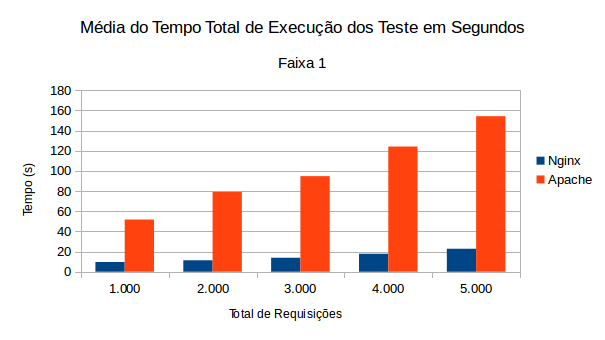 Média do Tempo Total de Execução dos Teste em Segundos
Faixa 1
180
160
140
120
100
80
60
40
20
0
Tempo (s)
1.000 2.000 3.000 4.000 5.000
Total de Requisições
Nginx
Apache